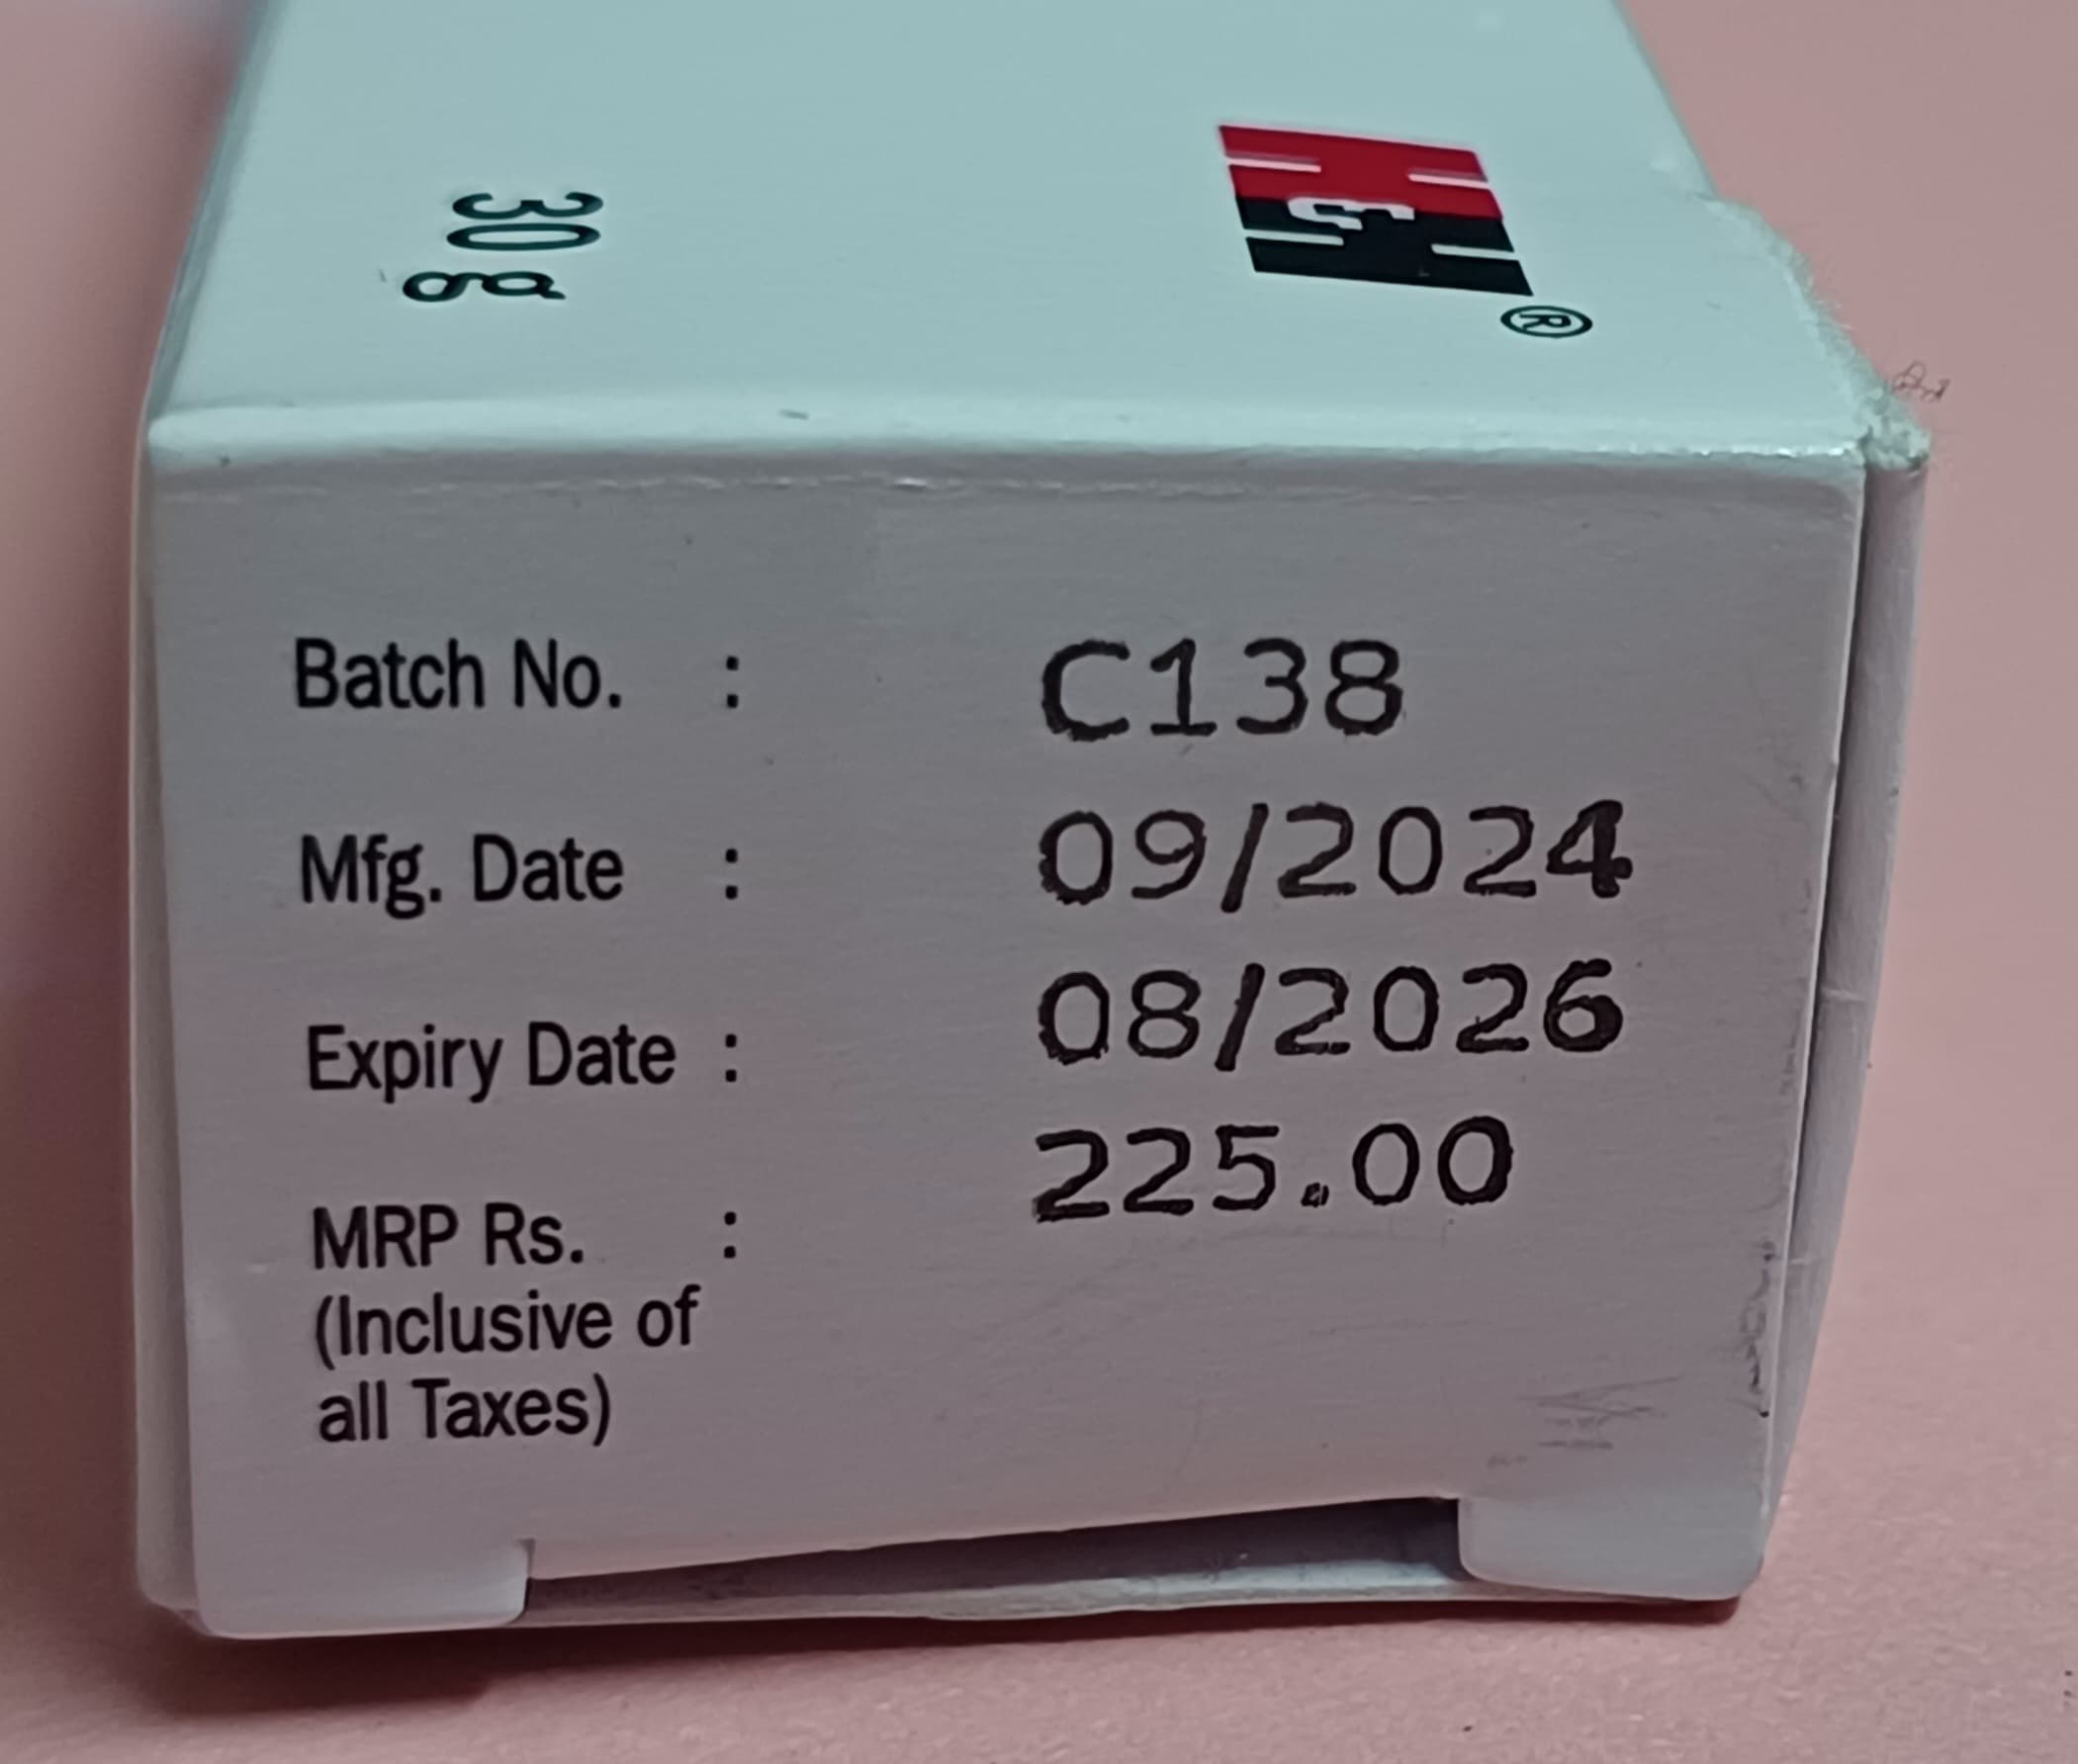 30 g
HεH®
Batch No. : C138
Mfg. Date : 09/2024
Expiry Date : 08/2026
MRP Rs. : 225.00
(Inclusive of
all Taxes)